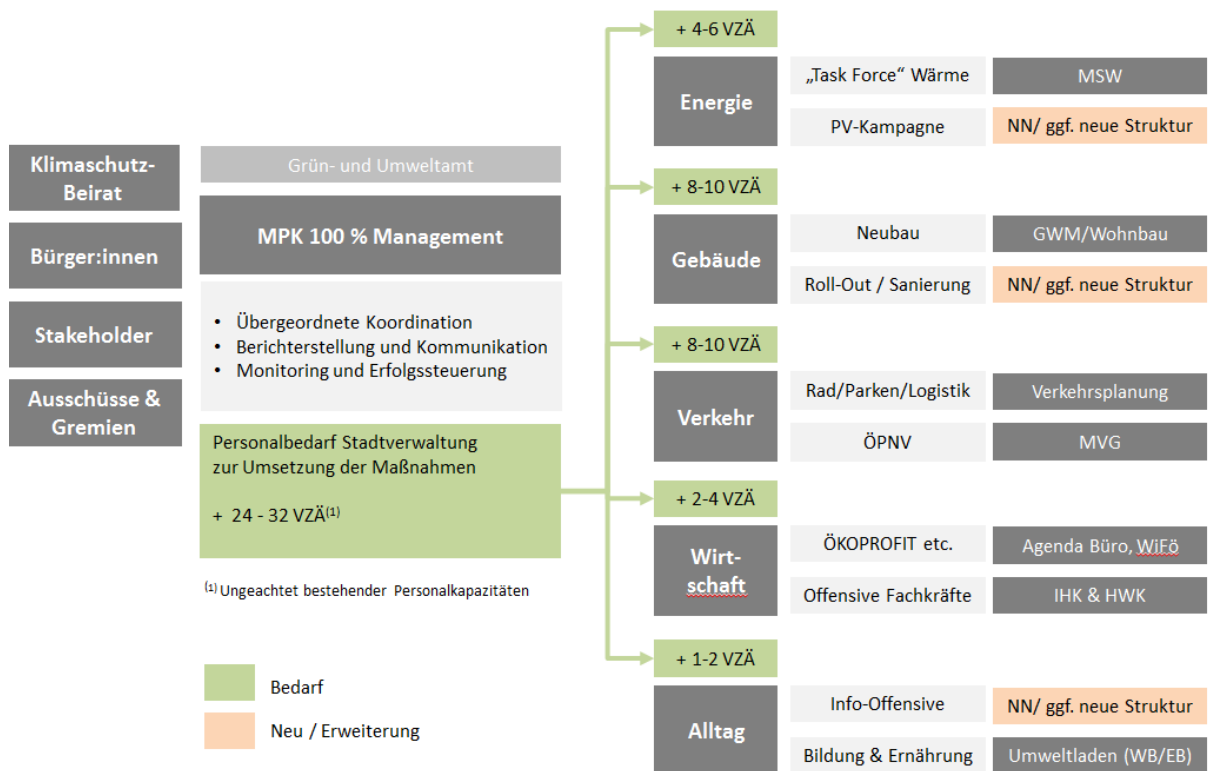 Klimaschutz-
Beirat
Bürger:innen
Stakeholder
Ausschüsse &
Gremien
Grün- und Umweltamt
MPK 100 % Management
• Übergeordnete Koordination
• Berichterstellung und Kommunikation
• Monitoring und Erfolgssteuerung
Personalbedarf Stadtverwaltung
zur Umsetzung der Maßnahmen
+ 24 - 32 VZÄ(1)
(1) Ungeachtet bestehender Personalkapazitäten
Bedarf
Neu / Erweiterung
+ 4-6 VZÄ
Energie
„Task Force“ Wärme
MSW
PV-Kampagne
NN/ ggf. neue Struktur
+ 8-10 VZÄ
Gebäude
Neubau
GWM/Wohnbau
Roll-Out / Sanierung
NN/ ggf. neue Struktur
+ 8-10 VZÄ
Verkehr
Rad/Parken/Logistik
Verkehrsplanung
ÖPNV
MVG
+ 2-4 VZÄ
Wirt-
schaft
ÖKOPROFIT etc.
Agenda Büro, WiFö
Offensive Fachkräfte
IHK & HWK
+ 1-2 VZÄ
Alltag
Info-Offensive
NN/ ggf. neue Struktur
Bildung & Ernährung
Umweltladen (WB/EB)